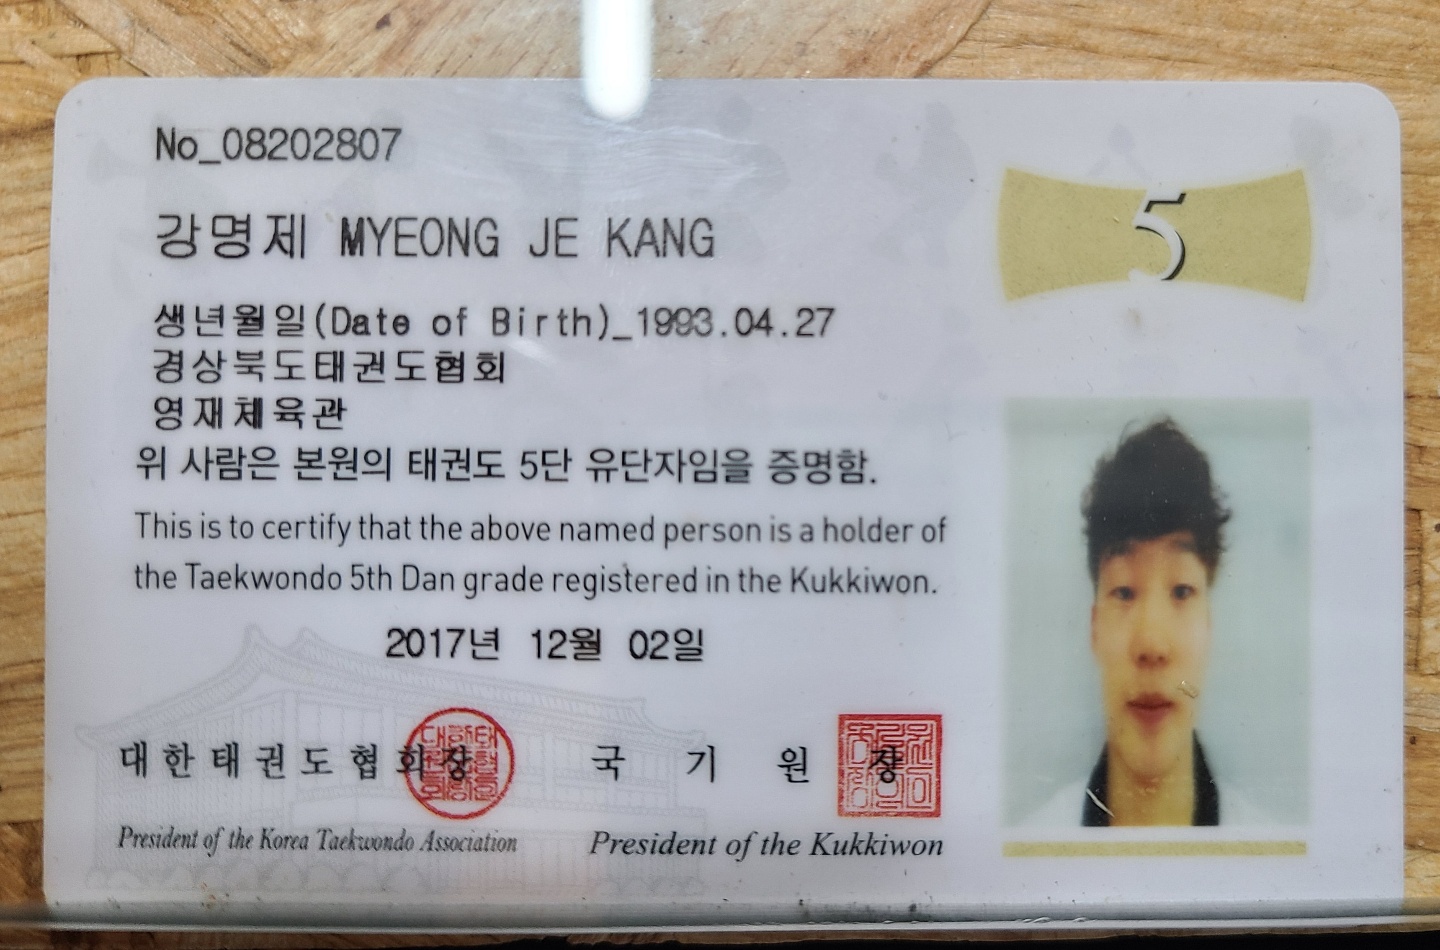 No_08202807
강명제 MYEONG JE KANG
5
생년월일(Date of Birth)_1993.04.27
경상북도태권도협회
영재체육관
위 사람은 본원의 태권도 5단 유단자임을 증명함.
This is to certify that the above named person is a holder of
the Taekwondo 5th Dan grade registered in the Kukkiwon.
2017년 12월 02일
대한태권도협회장 국기원장
President of the Korea Taekwondo Association President of the Kukkiwon